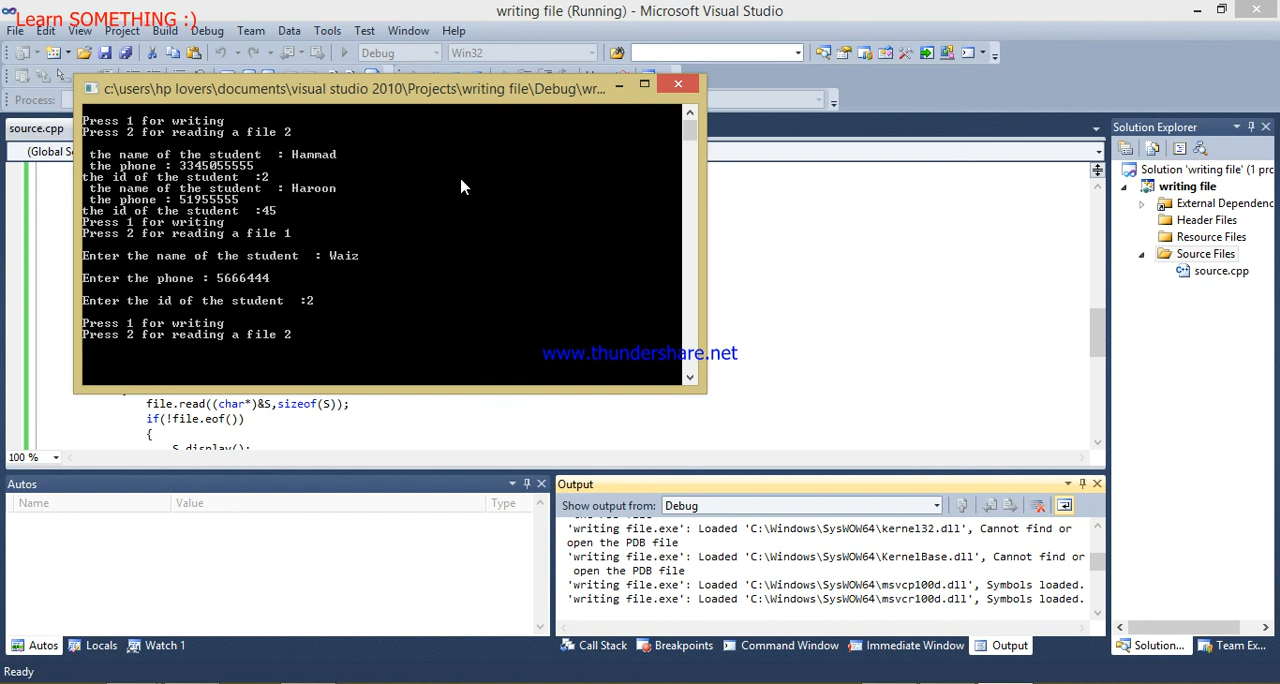 Learn SOMETHING :)
writing file (Running) - Microsoft Visual Studio
File Edit View Project Build Debug Team Data Tools Test Window Help
Debug Win32
Process:
c:\users\hp lovers\documents\visual studio 2010\Projects\writing file\Debug\wr...
source.cpp
(Global S
Press 1 for writing
Press 2 for reading a file 2
the name of the student : Hammad
the phone : 3345055555
the id of the student :2
the name of the student : Haroon
the phone : 51955555
the id of the student :45
Press 1 for writing
Press 2 for reading a file 1
Enter the name of the student : Waiz
Enter the phone : 5666444
Enter the id of the student :2
Press 1 for writing
Press 2 for reading a file 2
www.thundershare.net
file.read((char*)&S,sizeof(S));
if(!file.eof())
{
S.display();
100 %
Solution Explorer
Solution 'writing file' (1 proj
writing file
External Dependenc
Header Files
Resource Files
Source Files
source.cpp
Autos
Name Value Type
Output
Show output from: Debug
'writing file.exe': Loaded 'C:\Windows\SysWOW64\kernel32.dll', Cannot find or
open the PDB file
'writing file.exe': Loaded 'C:\Windows\SysWOW64\KernelBase.dll', Cannot find or
open the PDB file
'writing file.exe': Loaded 'C:\Windows\SysWOW64\msvcp100d.dll', Symbols loaded.
'writing file.exe': Loaded 'C:\Windows\SysWOW64\msvcr100d.dll', Symbols loaded.
Autos Locals Watch 1
Call Stack Breakpoints Command Window Immediate Window Output
Solution... Team Ex...
Ready